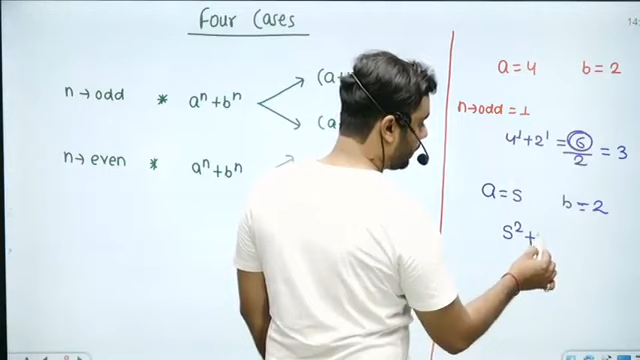 Four Cases
n→odd * aⁿ+bⁿ (a+
(a
n→even * aⁿ+bⁿ
14:
a=4 b=2
n→odd=1
4¹+2¹ = 6/2 = 3
a=5 b=2
5²+